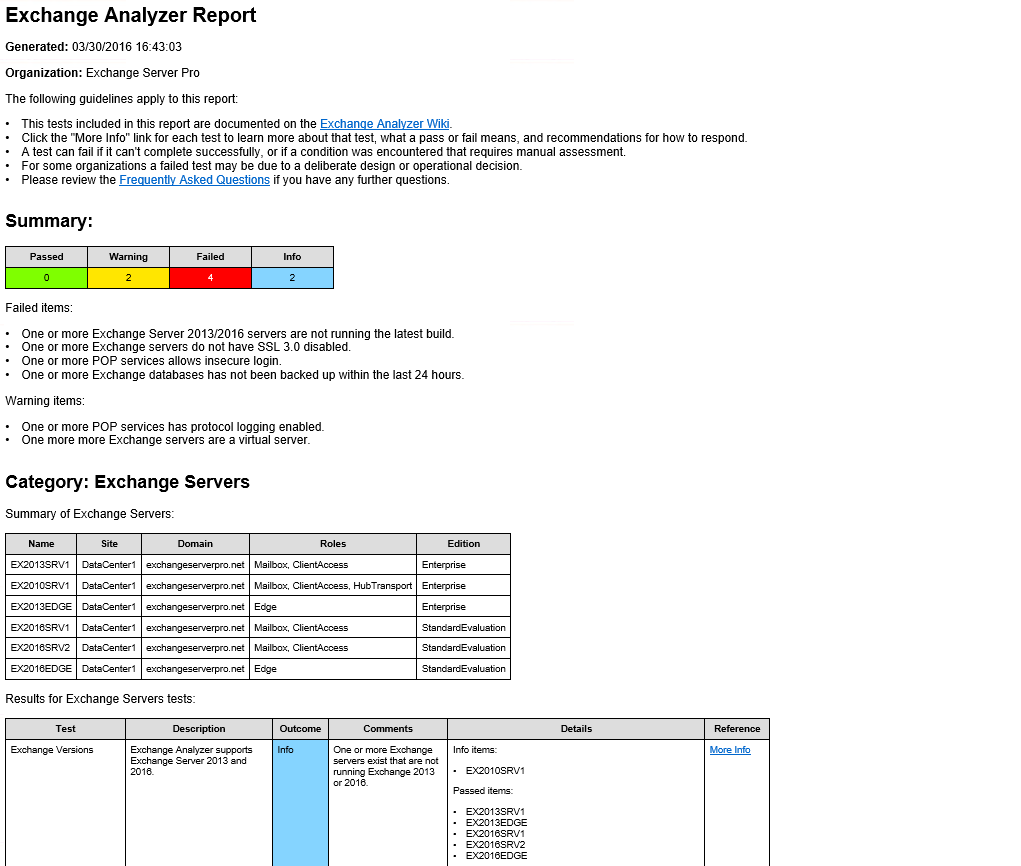 Exchange Analyzer Report
Generated: 03/30/2016 16:43:03
Organization: Exchange Server Pro
The following guidelines apply to this report:
• This tests included in this report are documented on the Exchange Analyzer Wiki.
• Click the "More Info" link for each test to learn more about that test, what a pass or fail means, and recommendations for how to respond.
• A test can fail if it can't complete successfully, or if a condition was encountered that requires manual assessment.
• For some organizations a failed test may be due to a deliberate design or operational decision.
• Please review the Frequently Asked Questions if you have any further questions.
Summary:
Passed Warning Failed Info
0 2 4 2
Failed items:
• One or more Exchange Server 2013/2016 servers are not running the latest build.
• One or more Exchange servers do not have SSL 3.0 disabled.
• One or more POP services allows insecure login.
• One or more Exchange databases has not been backed up within the last 24 hours.
Warning items:
• One or more POP services has protocol logging enabled.
• One more more Exchange servers are a virtual server.
Category: Exchange Servers
Summary of Exchange Servers:
Name Site Domain Roles Edition
EX2013SRV1 DataCenter1 exchangeserverpro.net Mailbox, ClientAccess Enterprise
EX2010SRV1 DataCenter1 exchangeserverpro.net Mailbox, ClientAccess, HubTransport Enterprise
EX2013EDGE DataCenter1 exchangeserverpro.net Edge Enterprise
EX2016SRV1 DataCenter1 exchangeserverpro.net Mailbox, ClientAccess StandardEvaluation
EX2016SRV2 DataCenter1 exchangeserverpro.net Mailbox, ClientAccess StandardEvaluation
EX2016EDGE DataCenter1 exchangeserverpro.net Edge StandardEvaluation
Results for Exchange Servers tests:
Test Description Outcome Comments Details Reference
Exchange Versions
Exchange Analyzer supports
Exchange Server 2013 and
2016.
Info
One or more Exchange
servers exist that are not
running Exchange 2013
or 2016.
Info items:
• EX2010SRV1
Passed items:
• EX2013SRV1
• EX2013EDGE
• EX2016SRV1
• EX2016SRV2
• EX2016EDGE
More Info